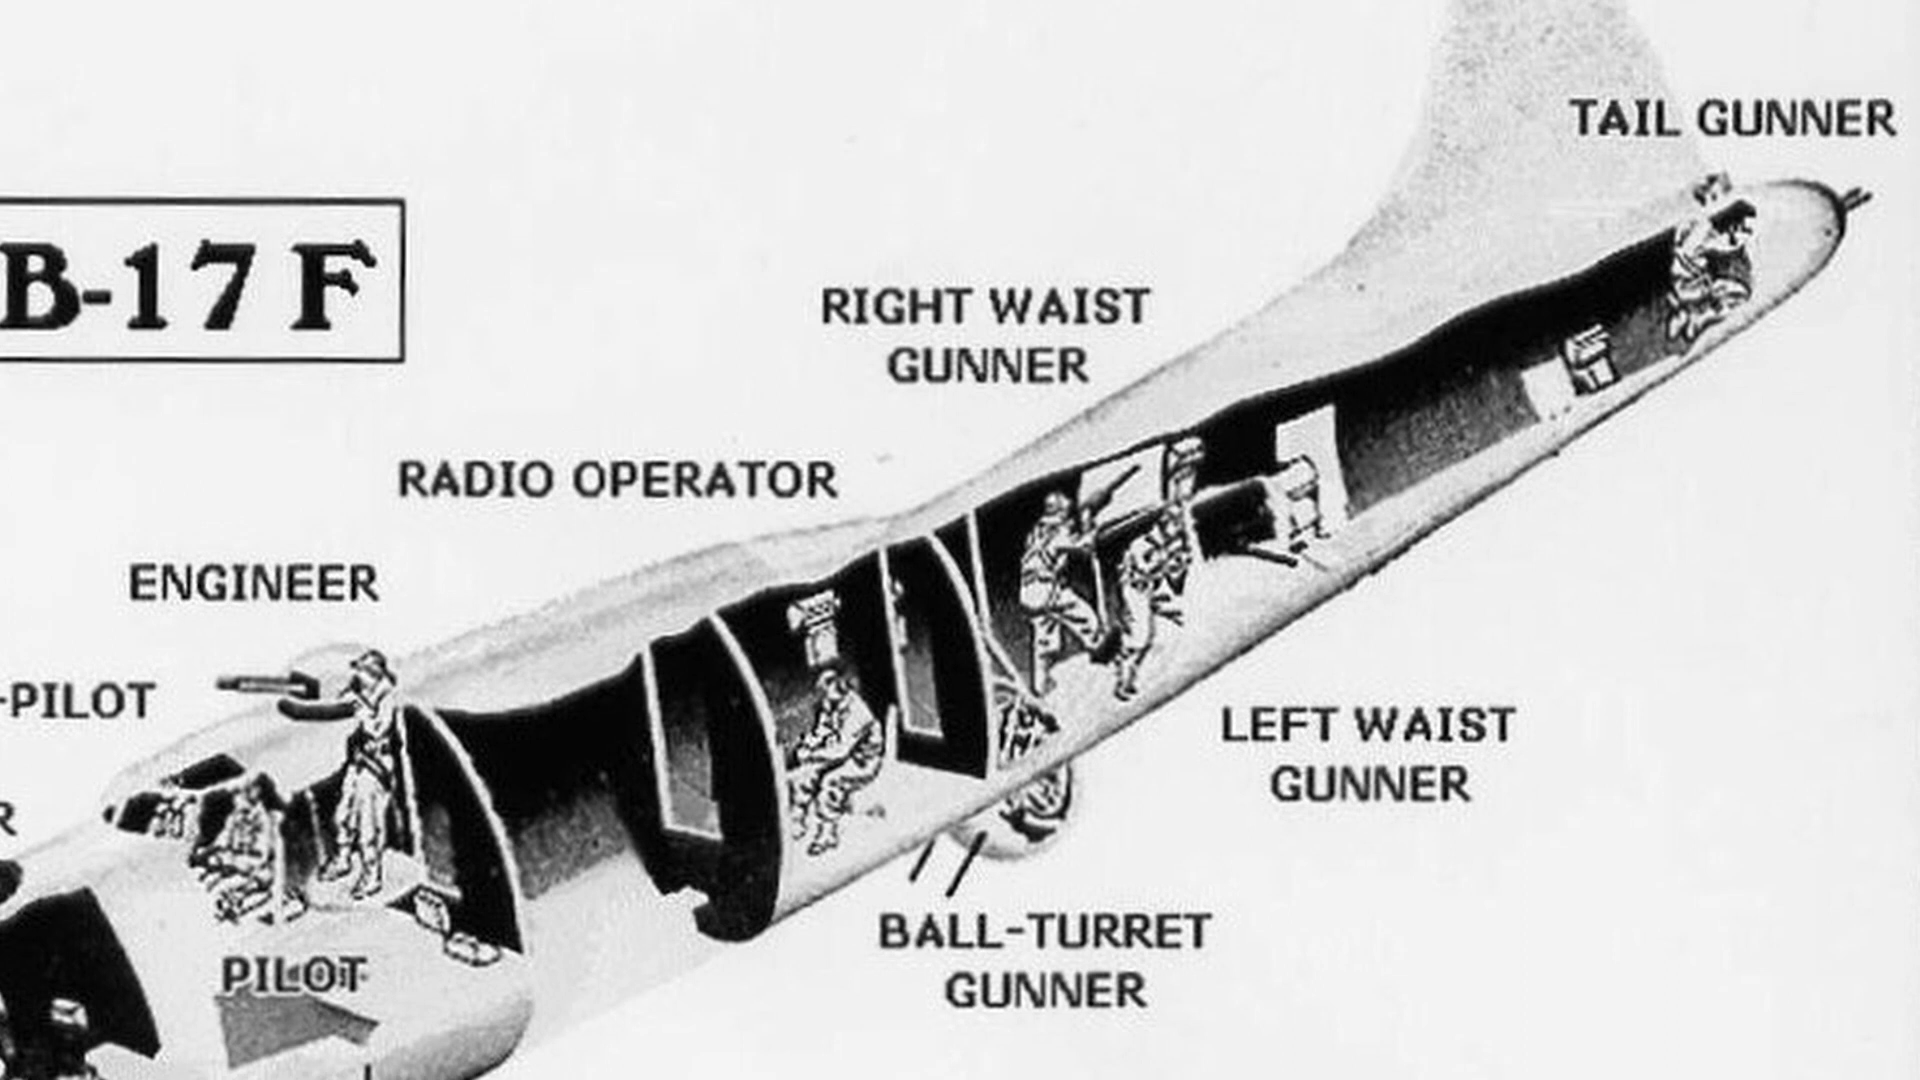 TAIL GUNNER
B-17 F
RIGHT WAIST
GUNNER
RADIO OPERATOR
ENGINEER
-PILOT
LEFT WAIST
GUNNER
R
BALL-TURRET
GUNNER
PILOT